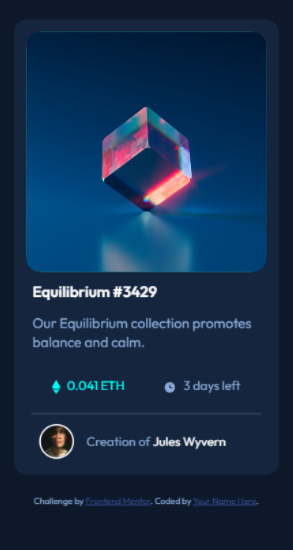 Equilibrium #3429
Our Equilibrium collection promotes
balance and calm.
0.041 ETH
3 days left
Creation of Jules Wyvern
Challenge by Frontend Mentor. Coded by Your Name Here.